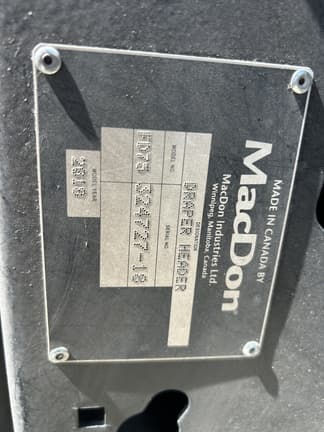 MADE IN CANADA BY
MacDon
MacDon Industries Ltd.
Winnipeg, Manitoba, Canada
DESCRIPTION
DRAPER HEADER
MODEL NO.
SERIAL NO.
FD75 324727-18
MODEL YEAR
2018